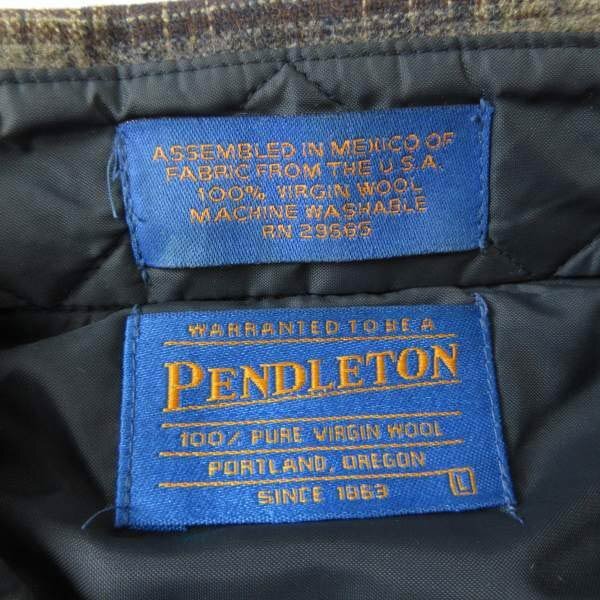 ASSEMBLED IN MEXICO OF
FABRIC FROM THE U.S.A.
100% VIRGIN WOOL
MACHINE WASHABLE
RN 29565
WARRANTED TO BE A
PENDLETON
100% PURE VIRGIN WOOL
PORTLAND, OREGON
SINCE 1863 L